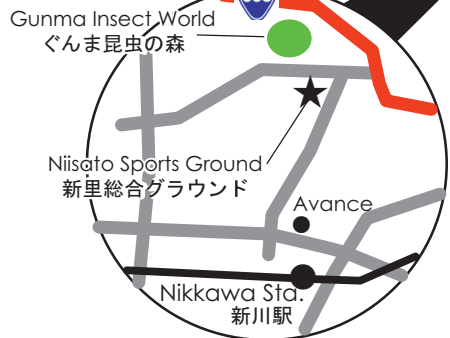 Gunma Insect World
ぐんま昆虫の森
Niisato Sports Ground
新里総合グラウンド
Avance
Nikkawa Sta.
新川駅